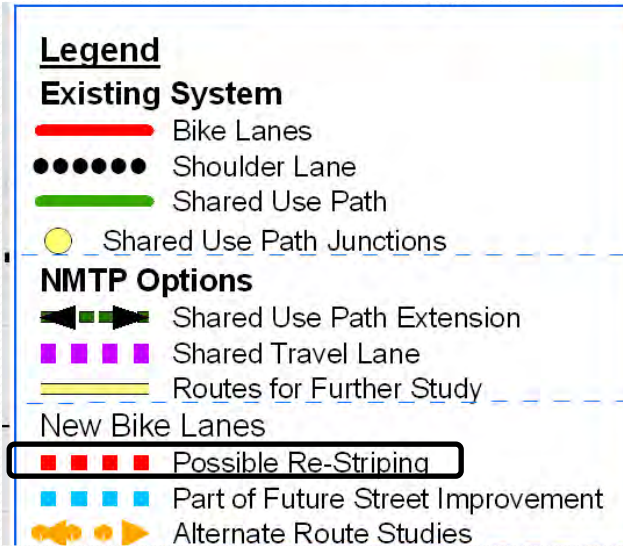 Legend
Existing System
Bike Lanes
Shoulder Lane
Shared Use Path
Shared Use Path Junctions
NMTP Options
Shared Use Path Extension
Shared Travel Lane
Routes for Further Study
New Bike Lanes
Possible Re-Striping
Part of Future Street Improvement
Alternate Route Studies